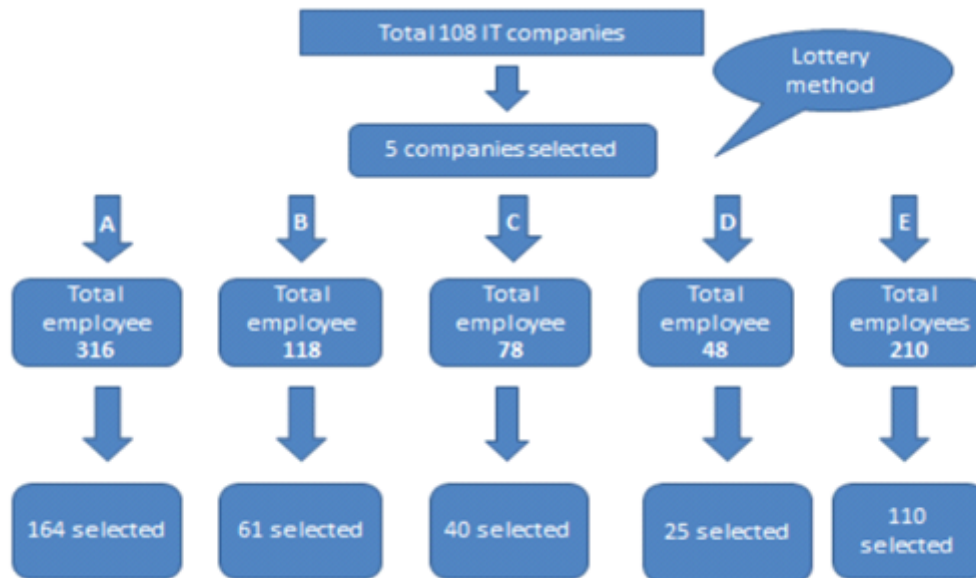 Total 108 IT companies
Lottery
method
5 companies selected
A
B
C
D
E
Total
employee
316
Total
employee
118
Total
employee
78
Total
employee
48
Total
employees
210
164 selected
61 selected
40 selected
25 selected
110
selected